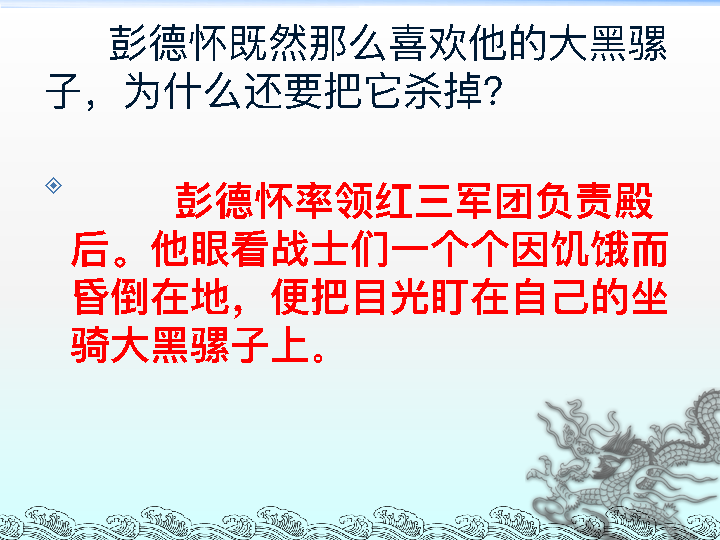 彭德怀既然那么喜欢他的大黑骡
子，为什么还要把它杀掉?
彭德怀率领红三军团负责殿
后。他眼看战士们一个个因饥饿而
昏倒在地，便把目光盯在自己的坐
骑大黑骡子上。